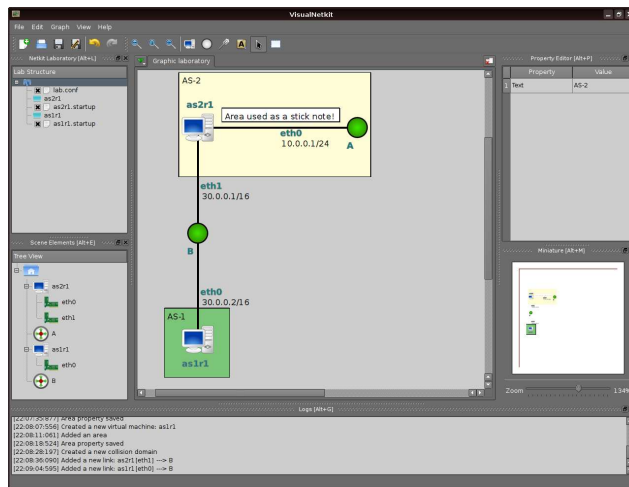 VisualNetkit
File Edit Graph View Help
Netkit Laboratory [Alt+L]
Lab Structure
lab.conf
as2r1
as2r1.startup
as1r1
as1r1.startup
Scene Elements [Alt+E]
Tree View
as2r1
eth0
eth1
A
as1r1
eth0
B
Graphic laboratory
AS-2
as2r1
Area used as a stick note!
eth0
10.0.0.1/24
A
eth1
30.0.0.1/16
B
eth0
30.0.0.2/16
AS-1
as1r1
Property Editor [Alt+P]
Property Value
1 Text AS-2
Miniature [Alt+M]
Zoom 134%
Logs [Alt+G]
[22:07:35:877] Area property saved
[22:08:07:556] Created a new virtual machine: as1r1
[22:08:11:061] Added an area
[22:08:18:524] Area property saved
[22:08:28:197] Created a new collision domain
[22:08:36:090] Added a new link: as2r1[eth1] ---> B
[22:09:04:595] Added a new link: as1r1[eth0] ---> B